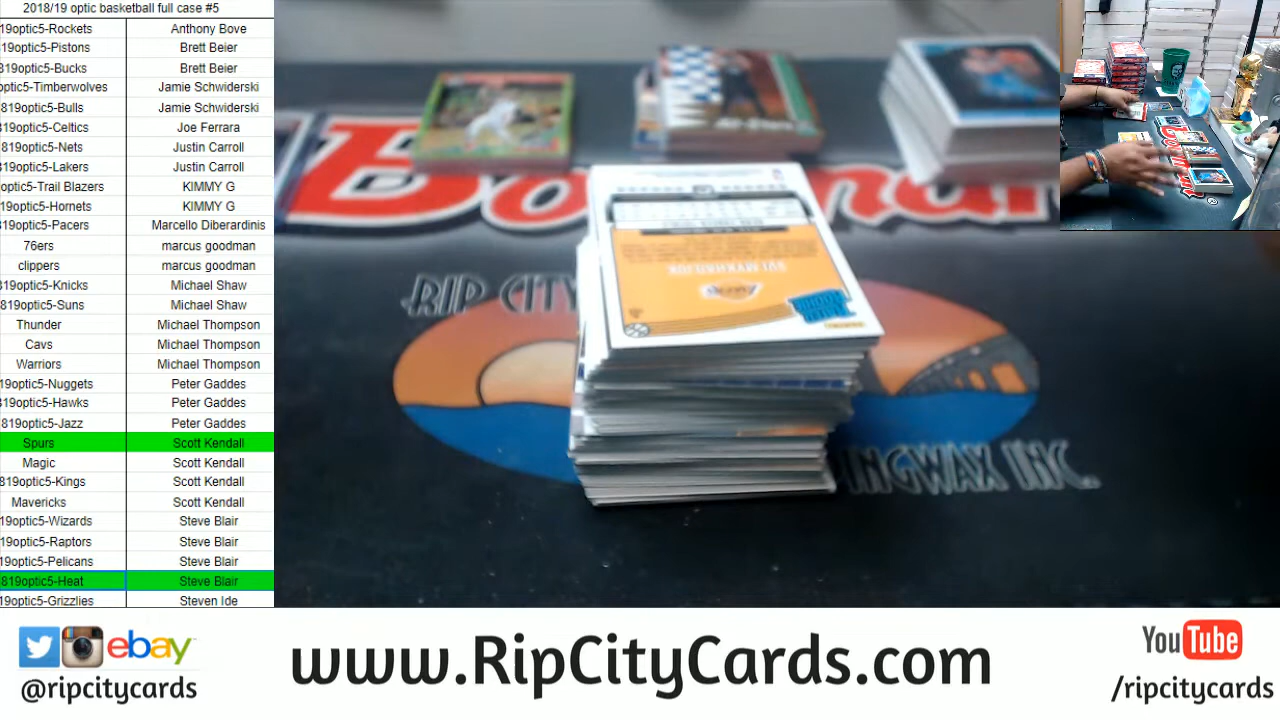 2018/19 optic basketball full case #5
19optic5-Rockets Anthony Bove
19optic5-Pistons Brett Beier
819optic5-Bucks Brett Beier
optic5-Timberwolves Jamie Schwiderski
819optic5-Bulls Jamie Schwiderski
819optic5-Celtics Joe Ferrara
819optic5-Nets Justin Carroll
819optic5-Lakers Justin Carroll
optic5-Trail Blazers KIMMY G
19optic5-Hornets KIMMY G
819optic5-Pacers Marcello Diberardinis
76ers marcus goodman
clippers marcus goodman
819optic5-Knicks Michael Shaw
819optic5-Suns Michael Shaw
Thunder Michael Thompson
Cavs Michael Thompson
Warriors Michael Thompson
19optic5-Nuggets Peter Gaddes
819optic5-Hawks Peter Gaddes
819optic5-Jazz Peter Gaddes
Spurs Scott Kendall
Magic Scott Kendall
819optic5-Kings Scott Kendall
Mavericks Scott Kendall
19optic5-Wizards Steve Blair
19optic5-Raptors Steve Blair
19optic5-Pelicans Steve Blair
819optic5-Heat Steve Blair
19optic5-Grizzlies Steven Ide
Bowman
RIP CITY
INGWAX INC.
SVI MYKHAILIUK
ebay
@ripcitycards
www.RipCityCards.com
YouTube
/ripcitycards